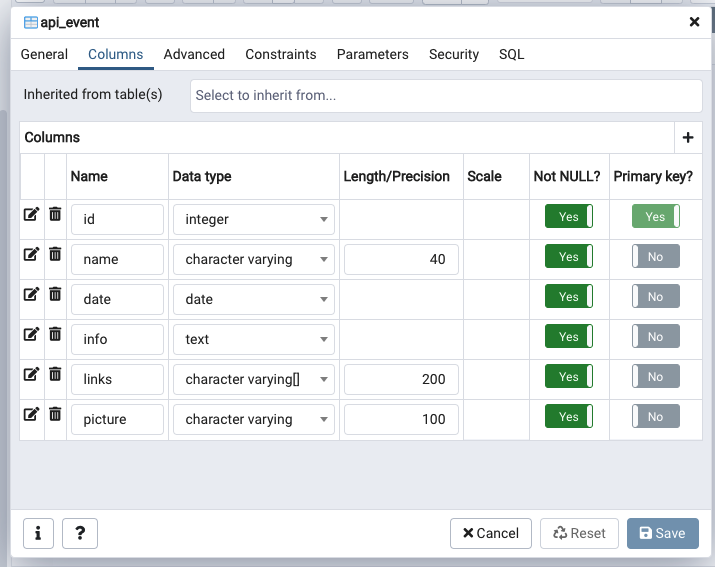 api_event
General Columns Advanced Constraints Parameters Security SQL
Inherited from table(s) Select to inherit from...
Columns
Name Data type Length/Precision Scale Not NULL? Primary key?
id integer Yes Yes
name character varying 40 Yes No
date date Yes No
info text Yes No
links character varying[] 200 Yes No
picture character varying 100 Yes No
Cancel Reset Save